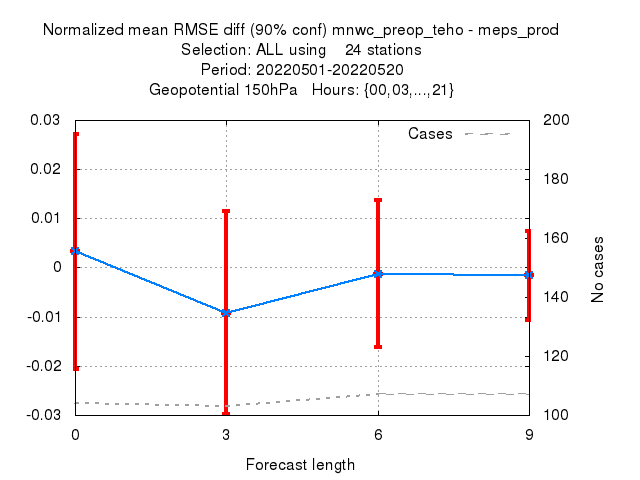 Normalized mean RMSE diff (90% conf) mnwc_preop_teho - meps_prod
Selection: ALL using    24 stations
Period: 20220501-20220520
Geopotential 150hPa   Hours: {00,03,...,21}
Cases
0.03
0.02
0.01
0
-0.01
-0.02
-0.03
200
180
160
140
120
100
No cases
0 3 6 9
Forecast length